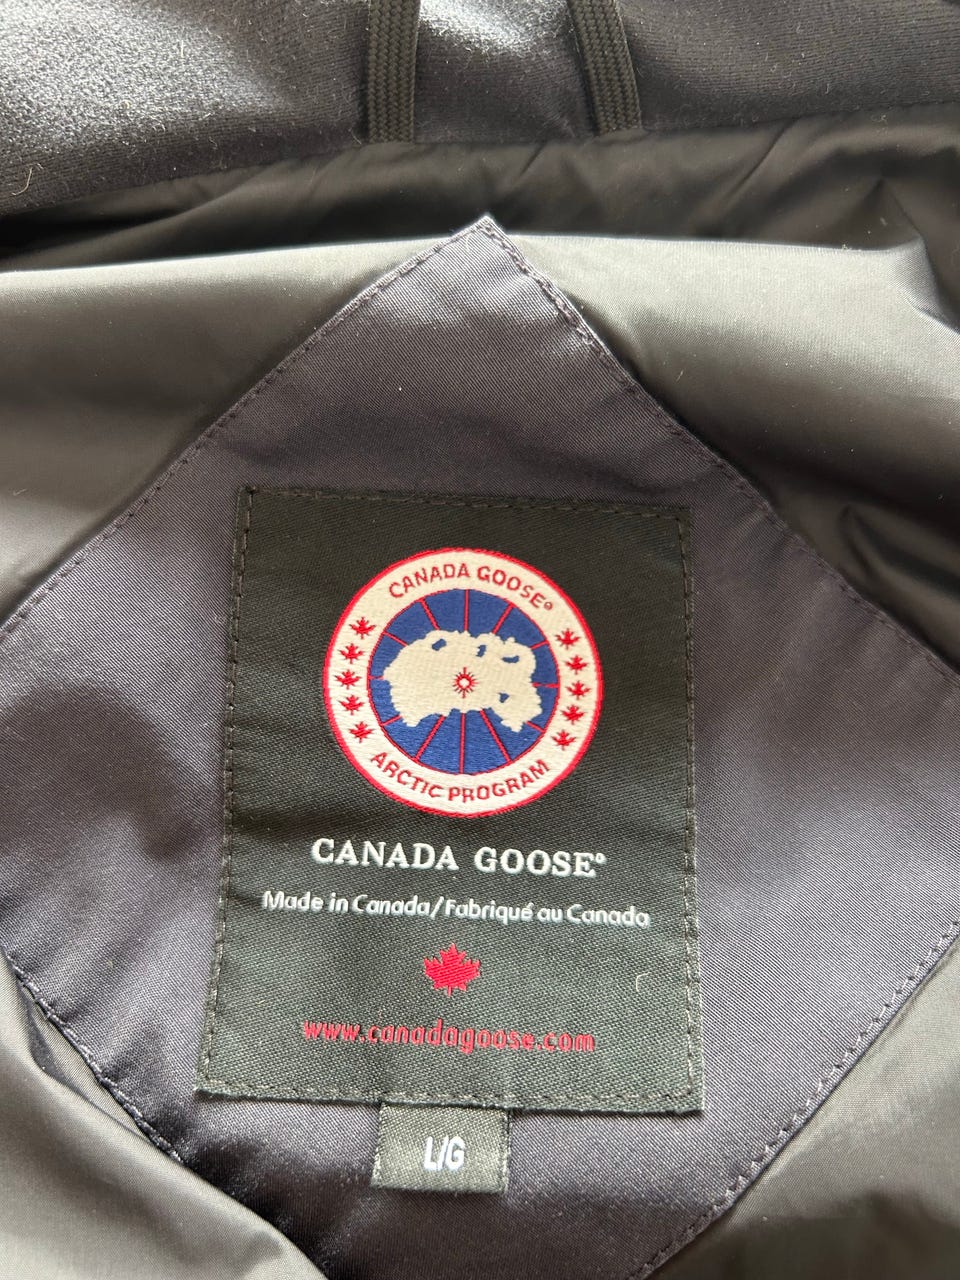 CANADA GOOSE®
ARCTIC PROGRAM
CANADA GOOSE®
Made in Canada/Fabriqué au Canada
www.canadagoose.com
L/G